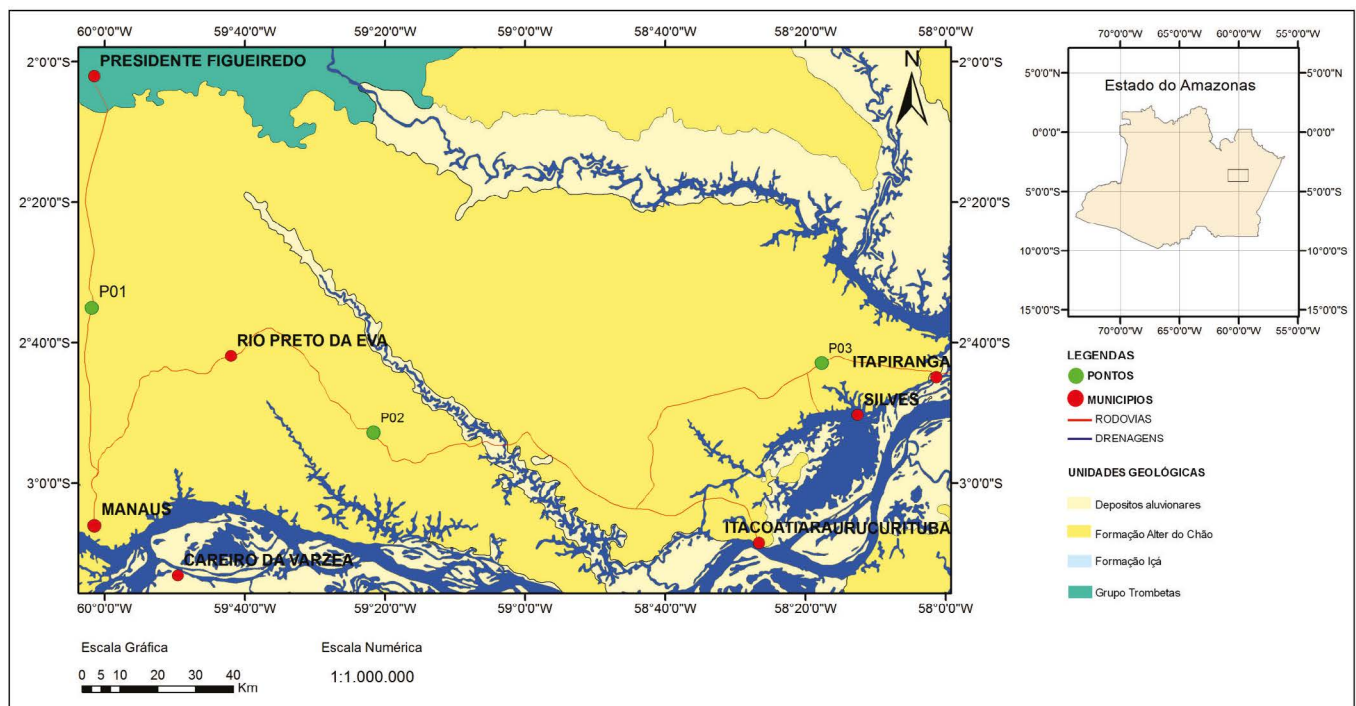 60°0'0"W 59°40'0"W 59°20'0"W 59°0'0"W 58°40'0"W 58°20'0"W 58°0'0"W
2°0'0"S 2°0'0"S
PRESIDENTE FIGUEIREDO
N
2°20'0"S 2°20'0"S
P01
2°40'0"S 2°40'0"S
RIO PRETO DA EVA
P03
ITAPIRANGA
SILVES
P02
3°0'0"S 3°0'0"S
MANAUS
ITACOATIARAURUCURITUBA
CAREIRO DA VARZEA
60°0'0"W 59°40'0"W 59°20'0"W 59°0'0"W 58°40'0"W 58°20'0"W 58°0'0"W
Escala Gráfica
0 5 10 20 30 40
Km
Escala Numérica
1:1.000.000
70°0'0"W 65°0'0"W 60°0'0"W 55°0'0"W
5°0'0"N 5°0'0"N
Estado do Amazonas
0°0'0" 0°0'0"
5°0'0"S 5°0'0"S
10°0'0"S 10°0'0"S
15°0'0"S 15°0'0"S
70°0'0"W 65°0'0"W 60°0'0"W 55°0'0"W
LEGENDAS
PONTOS
MUNICIPIOS
RODOVIAS
DRENAGENS
UNIDADES GEOLÓGICAS
Depositos aluvionares
Formação Alter do Chão
Formação Içá
Grupo Trombetas